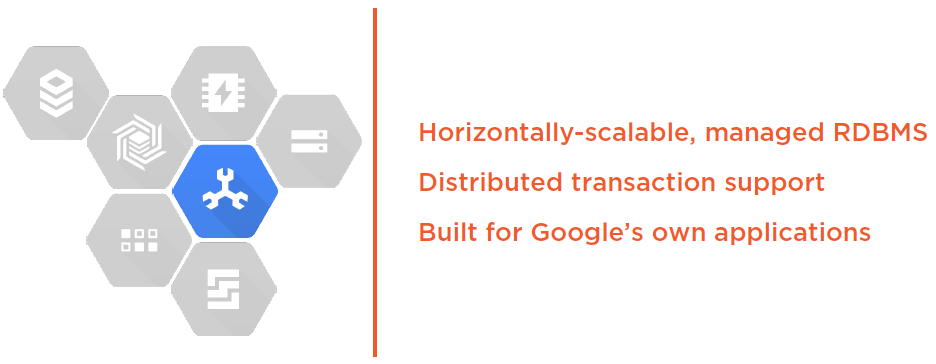 Horizontally-scalable, managed RDBMS
Distributed transaction support
Built for Google’s own applications